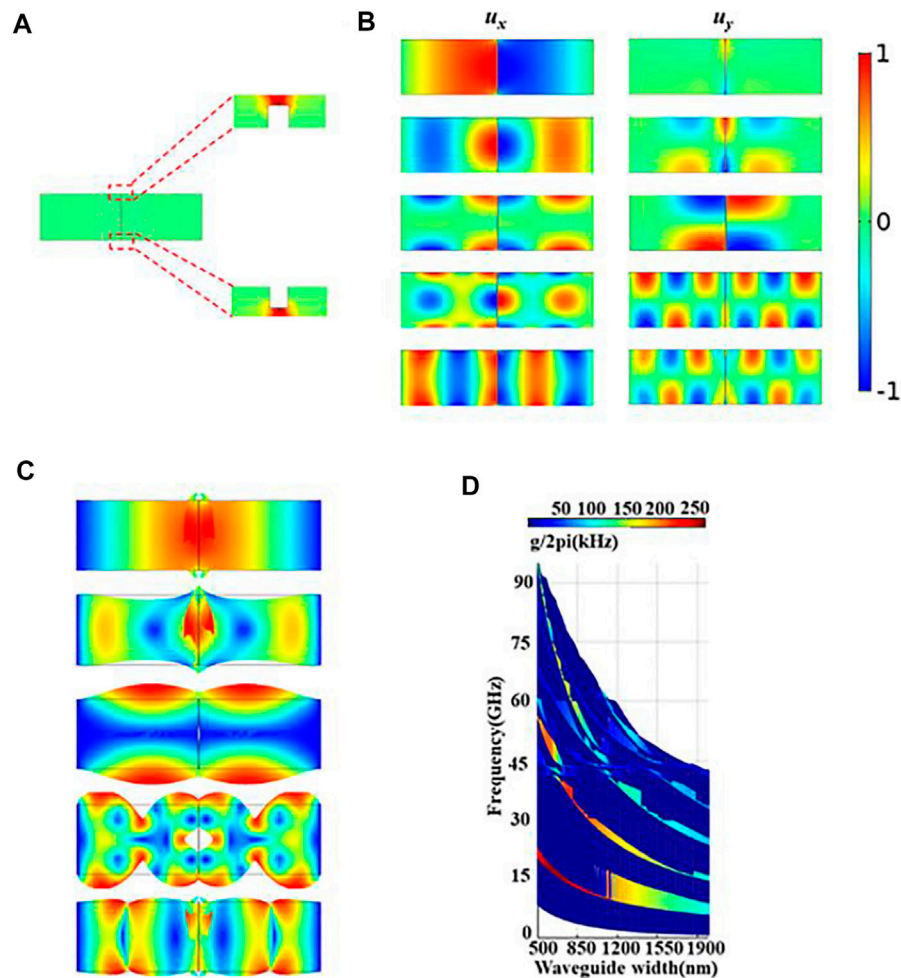 A
B
u_x
u_y
1
0
-1
C
D
50 100 150 200 250
g/2pi(kHz)
90
75
60
45
30
15
0
Frequency(GHz)
500 850 1200 1550 1900
Waveguide width(nm)